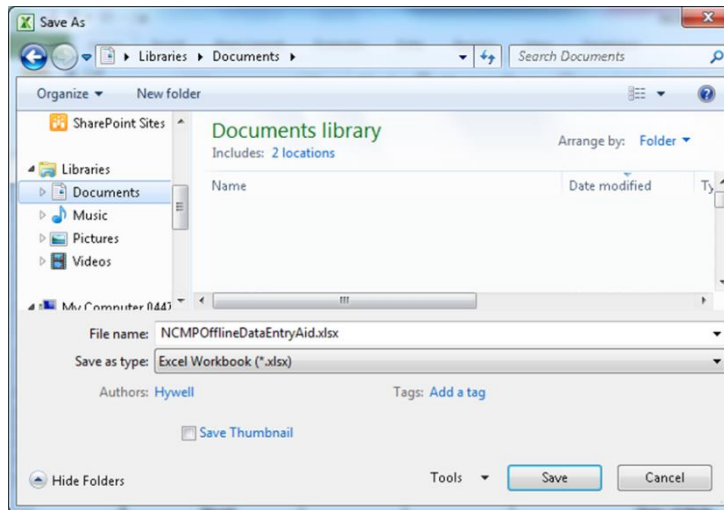 Save As
Libraries Documents
Search Documents
Organize New folder
SharePoint Sites
Documents library
Includes: 2 locations
Arrange by: Folder
Libraries
Documents
Music
Pictures
Videos
Name Date modified
My Computer
File name: NCMPOfflineDataEntryAid.xlsx
Save as type: Excel Workbook (*.xlsx)
Authors: Hywell Tags: Add a tag
Save Thumbnail
Hide Folders Tools Save Cancel